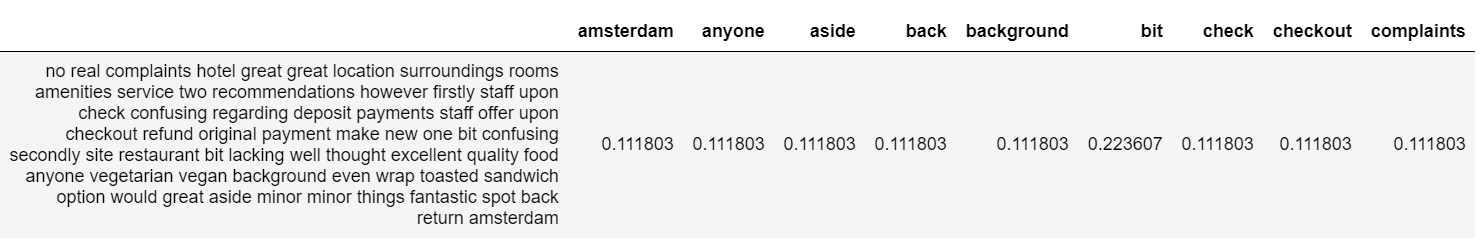 amsterdam anyone aside back background bit check checkout complaints
no real complaints hotel great great location surroundings rooms
amenities service two recommendations however firstly staff upon
check confusing regarding deposit payments staff offer upon
checkout refund original payment make new one bit confusing
secondly site restaurant bit lacking well thought excellent quality food
anyone vegetarian vegan background even wrap toasted sandwich
option would great aside minor minor things fantastic spot back
return amsterdam
0.111803 0.111803 0.111803 0.111803 0.111803 0.223607 0.111803 0.111803 0.111803